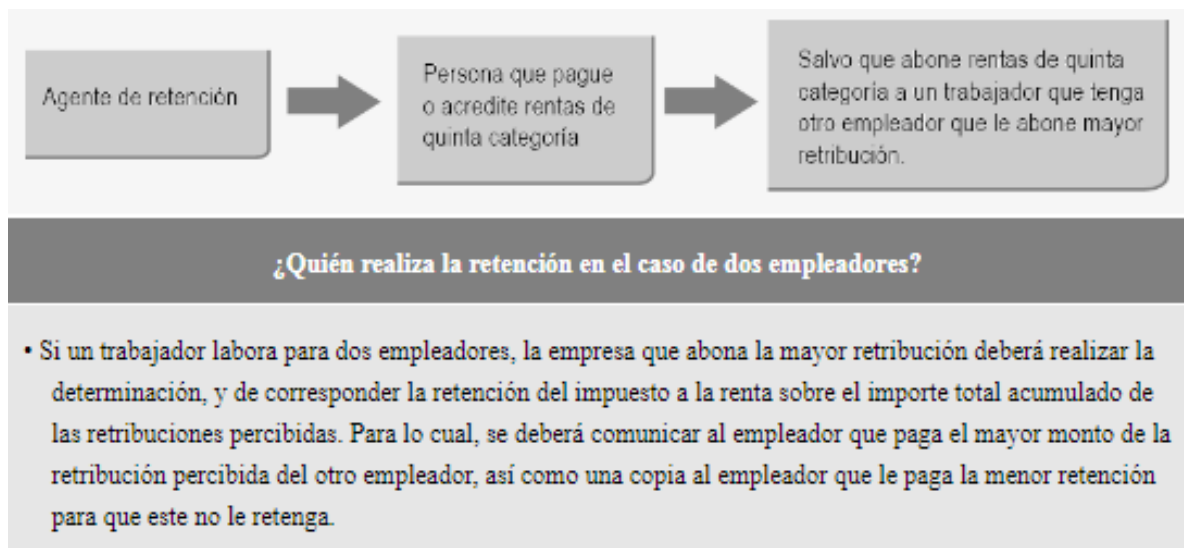 Agente de retención
Persona que pague
o acredite rentas de
quinta categoría
Salvo que abone rentas de quinta
categoría a un trabajador que tenga
otro empleador que le abone mayor
retribución.
¿Quién realiza la retención en el caso de dos empleadores?
• Si un trabajador labora para dos empleadores, la empresa que abona la mayor retribución deberá realizar la
determinación, y de corresponder la retención del impuesto a la renta sobre el importe total acumulado de
las retribuciones percibidas. Para lo cual, se deberá comunicar al empleador que paga el mayor monto de la
retribución percibida del otro empleador, así como una copia al empleador que le paga la menor retención
para que este no le retenga.